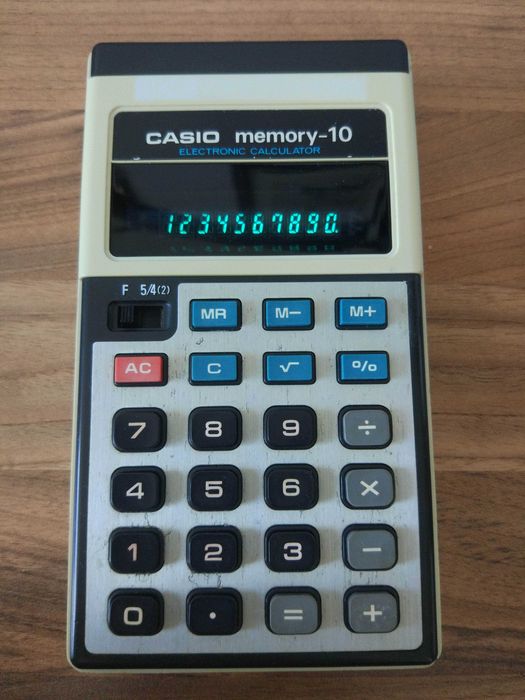 CASIO memory-10
ELECTRONIC CALCULATOR
1234567890.
F 5/4(2)
MR M− M+
AC C √ %
7 8 9 ÷
4 5 6 ×
1 2 3 −
0 · = +